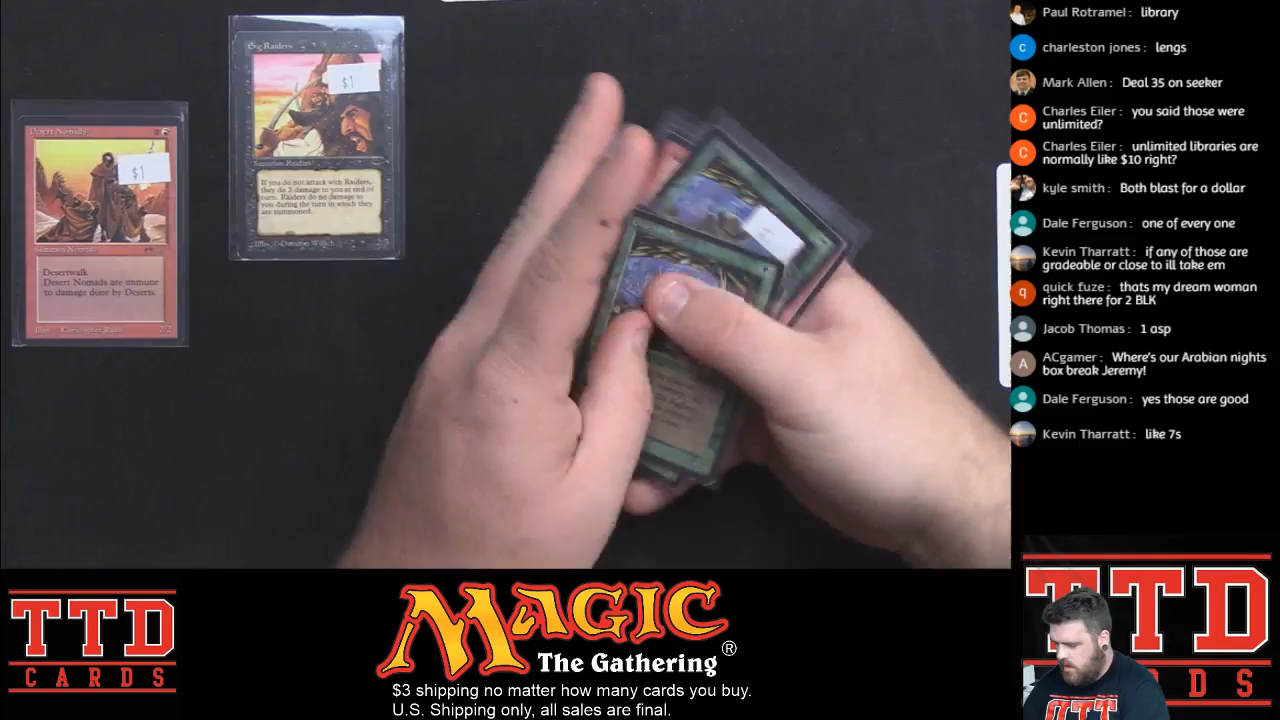 Erg Raiders
$1
Summon Raiders
If you do not attack with Raiders,
they do 2 damage to you at end of
turn. Raiders do no damage to
you during the turn in which they
are summoned.
Desert Nomads
$1
Summon Nomads
Desertwalk
Desert Nomads are immune
to damage done by Deserts.
Illus. Christopher Rush
2/2
Paul Rotramel: library
charleston jones: lengs
Mark Allen: Deal 35 on seeker
Charles Eiler: you said those were
unlimited?
Charles Eiler: unlimited libraries are
normally like $10 right?
kyle smith: Both blast for a dollar
Dale Ferguson: one of every one
Kevin Tharratt: if any of those are
gradeable or close to ill take em
quick fuze: thats my dream woman
right there for 2 BLK
Jacob Thomas: 1 asp
ACgamer: Where's our Arabian nights
box break Jeremy!
Dale Ferguson: yes those are good
Kevin Tharratt: like 7s
TTD
CARDS
MAGIC
The Gathering®
$3 shipping no matter how many cards you buy.
U.S. Shipping only, all sales are final.
TTD
DS